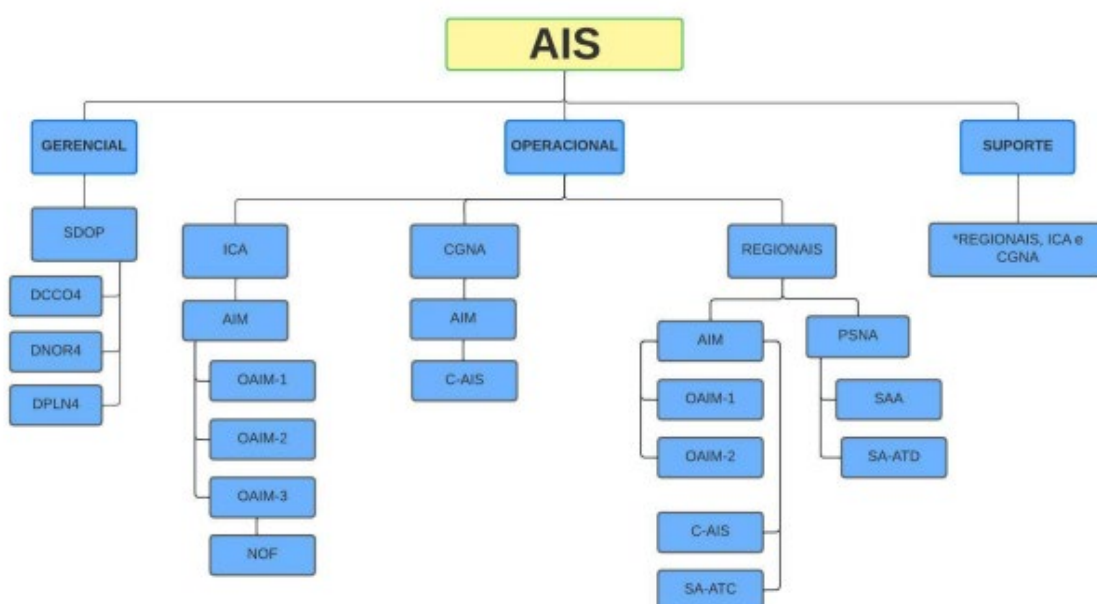 AIS
GERENCIAL
OPERACIONAL
SUPORTE
SDOP
DCCO4
DNOR4
DPLN4
ICA
AIM
OAIM-1
OAIM-2
OAIM-3
NOF
CGNA
AIM
C-AIS
REGIONAIS
AIM
OAIM-1
OAIM-2
C-AIS
SA-ATC
PSNA
SAA
SA-ATD
*REGIONAIS, ICA e
CGNA